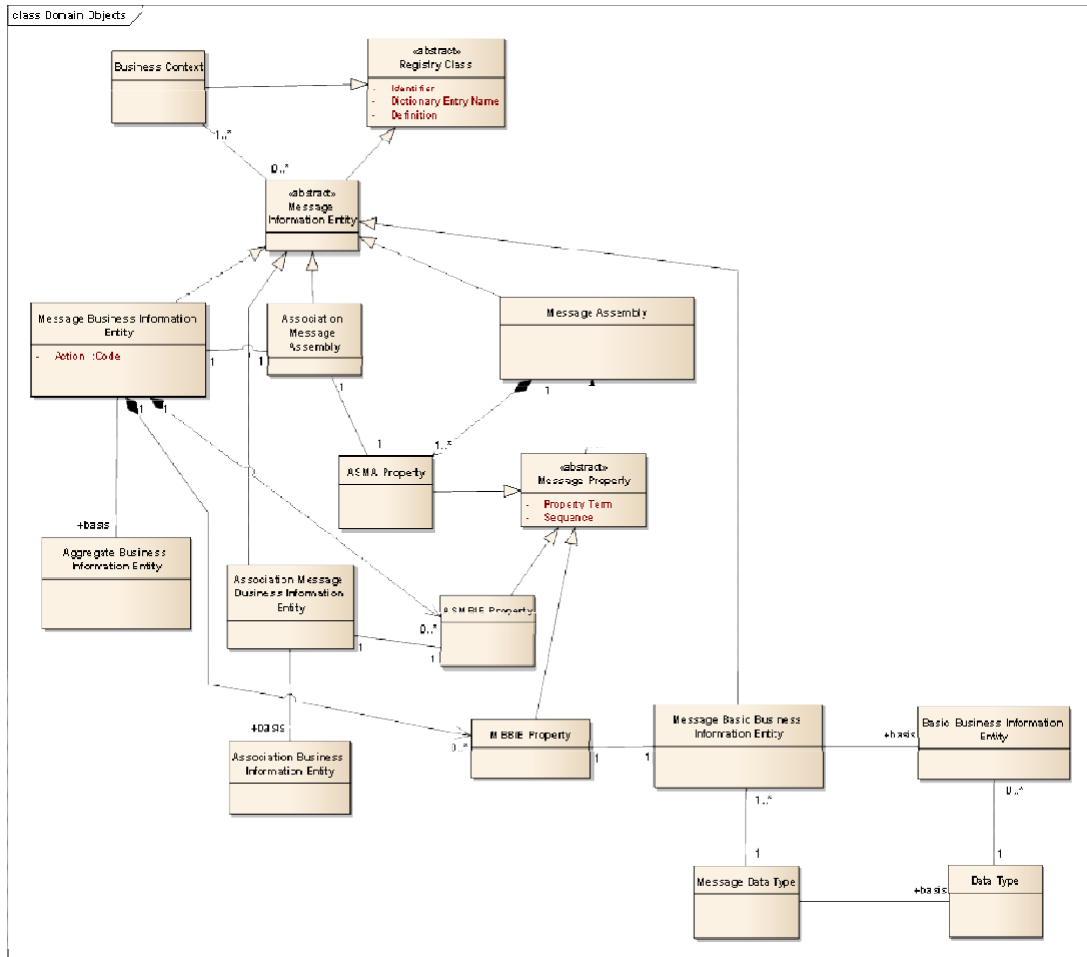 class Domain Objects
«abstract»
Registry Class
- Identifier
- Dictionary Entry Name
- Definition
Business Context
1..*
0..*
«abstract»
Message
Information Entity
Message Business Information
Entity
- Action :Code
Association
Message
Assembly
Message Assembly
1
1
1
1
1
1
1
1..*
ASMA Property
«abstract»
Message Property
- Property Term
- Sequence
+basis
Aggregate Business
Information Entity
Association Message
Business Information
Entity
ASMBIE Property
0..*
1
1
+basis
Association Business
Information Entity
MBBIE Property
0..*
1
1
Message Basic Business
Information Entity
+basis
Basic Business Information
Entity
1..*
0..*
1
1
Message Data Type
+basis
Data Type